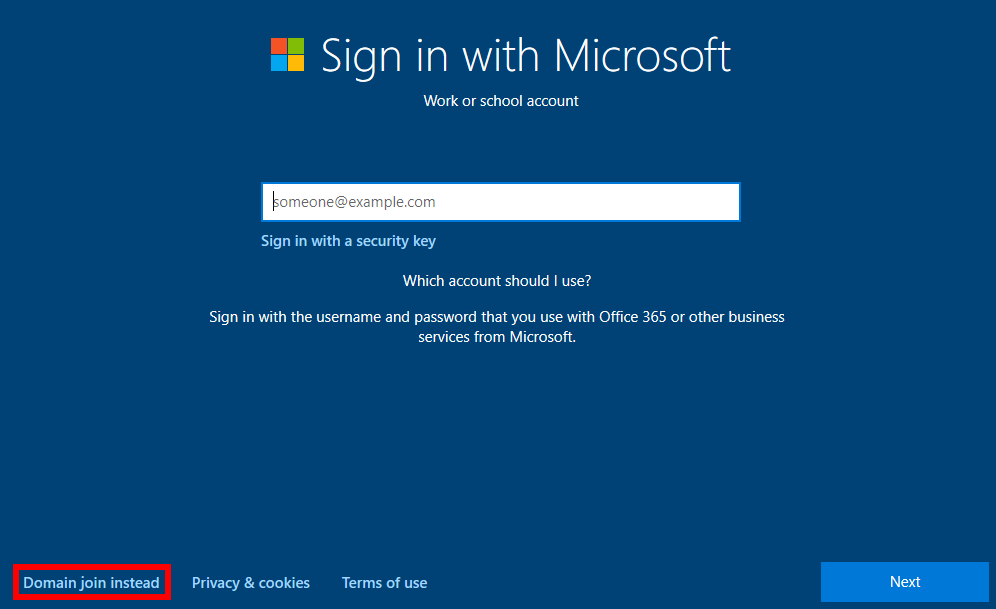 Sign in with Microsoft
Work or school account
someone@example.com
Sign in with a security key
Which account should I use?
Sign in with the username and password that you use with Office 365 or other business
services from Microsoft.
Domain join instead
Privacy & cookies
Terms of use
Next